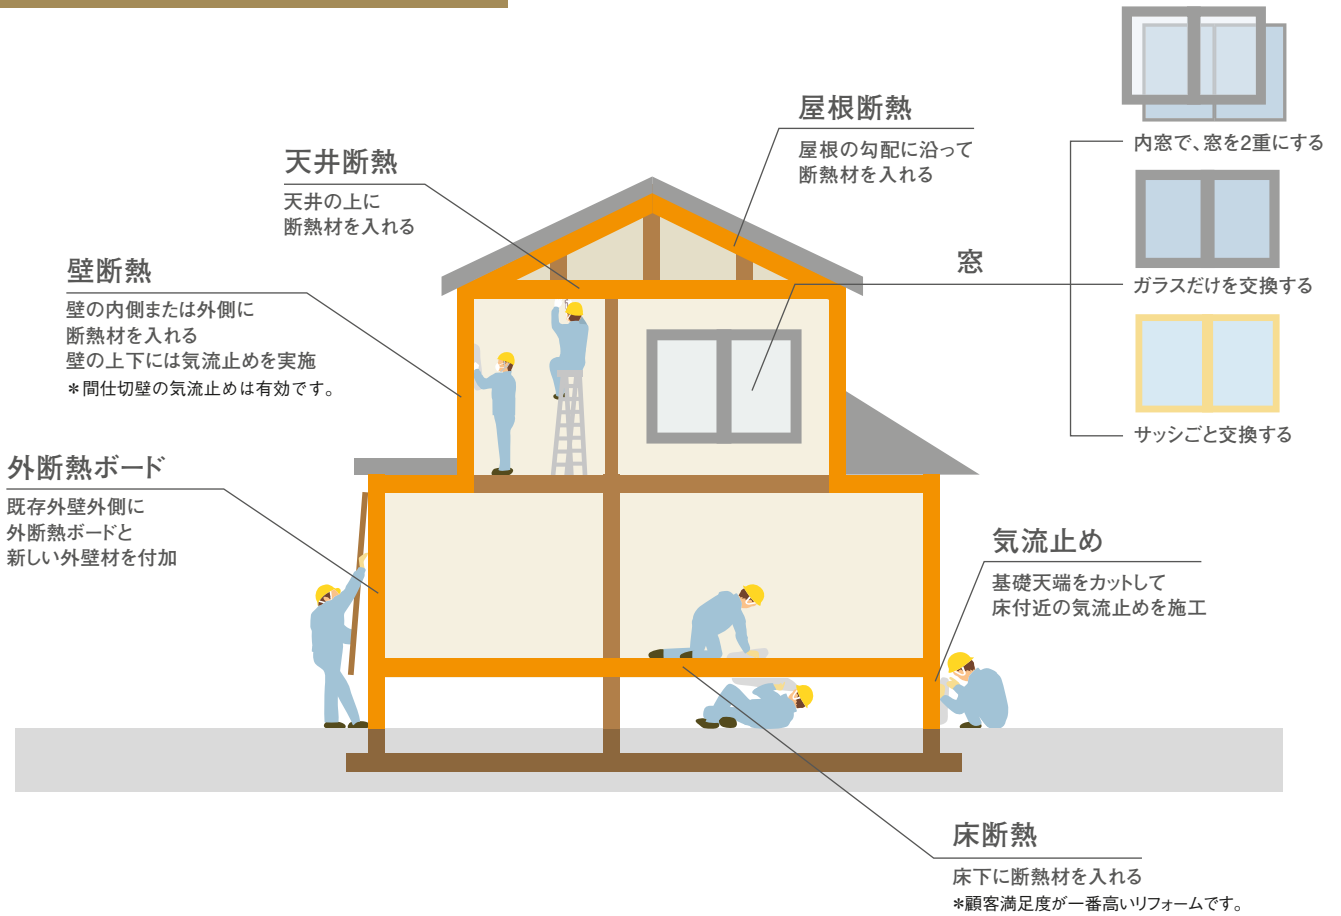 屋根断熱
屋根の勾配に沿って
断熱材を入れる
天井断熱
天井の上に
断熱材を入れる
壁断熱
壁の内側または外側に
断熱材を入れる
壁の上下には気流止めを実施
*間仕切壁の気流止めは有効です。
外断熱ボード
既存外壁外側に
外断熱ボードと
新しい外壁材を付加
窓
内窓で、窓を2重にする
ガラスだけを交換する
サッシごと交換する
気流止め
基礎天端をカットして
床付近の気流止めを施工
床断熱
床下に断熱材を入れる
*顧客満足度が一番高いリフォームです。